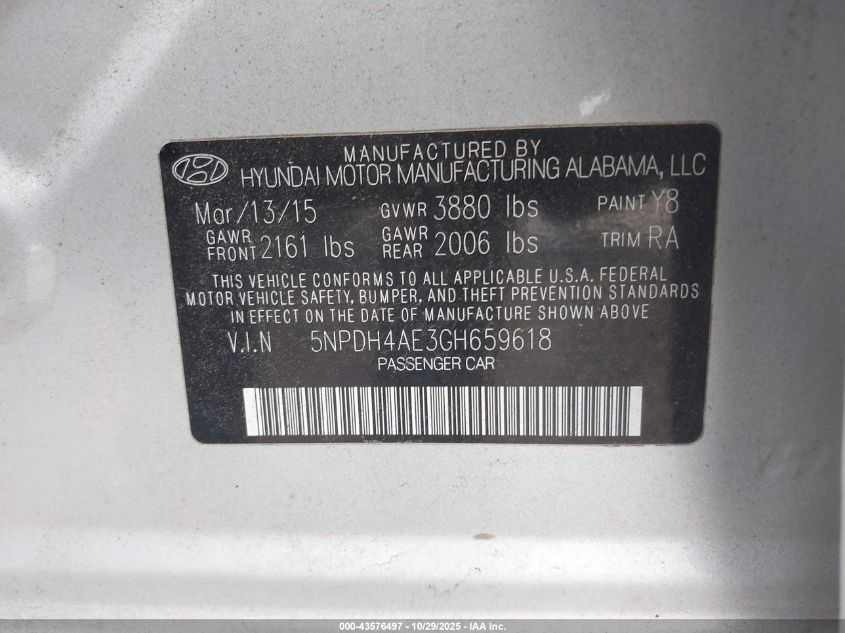 MANUFACTURED BY
HYUNDAI MOTOR MANUFACTURING ALABAMA, LLC
Mar/13/15 GVWR 3880 lbs PAINT Y8
GAWR FRONT 2161 lbs GAWR REAR 2006 lbs TRIM RA
THIS VEHICLE CONFORMS TO ALL APPLICABLE U.S.A. FEDERAL
MOTOR VEHICLE SAFETY, BUMPER, AND THEFT PREVENTION STANDARDS
IN EFFECT ON THE DATE OF MANUFACTURE SHOWN ABOVE
V.I.N 5NPDH4AE3GH659618
PASSENGER CAR
000-43576497 - 10/29/2025 - IAA Inc.